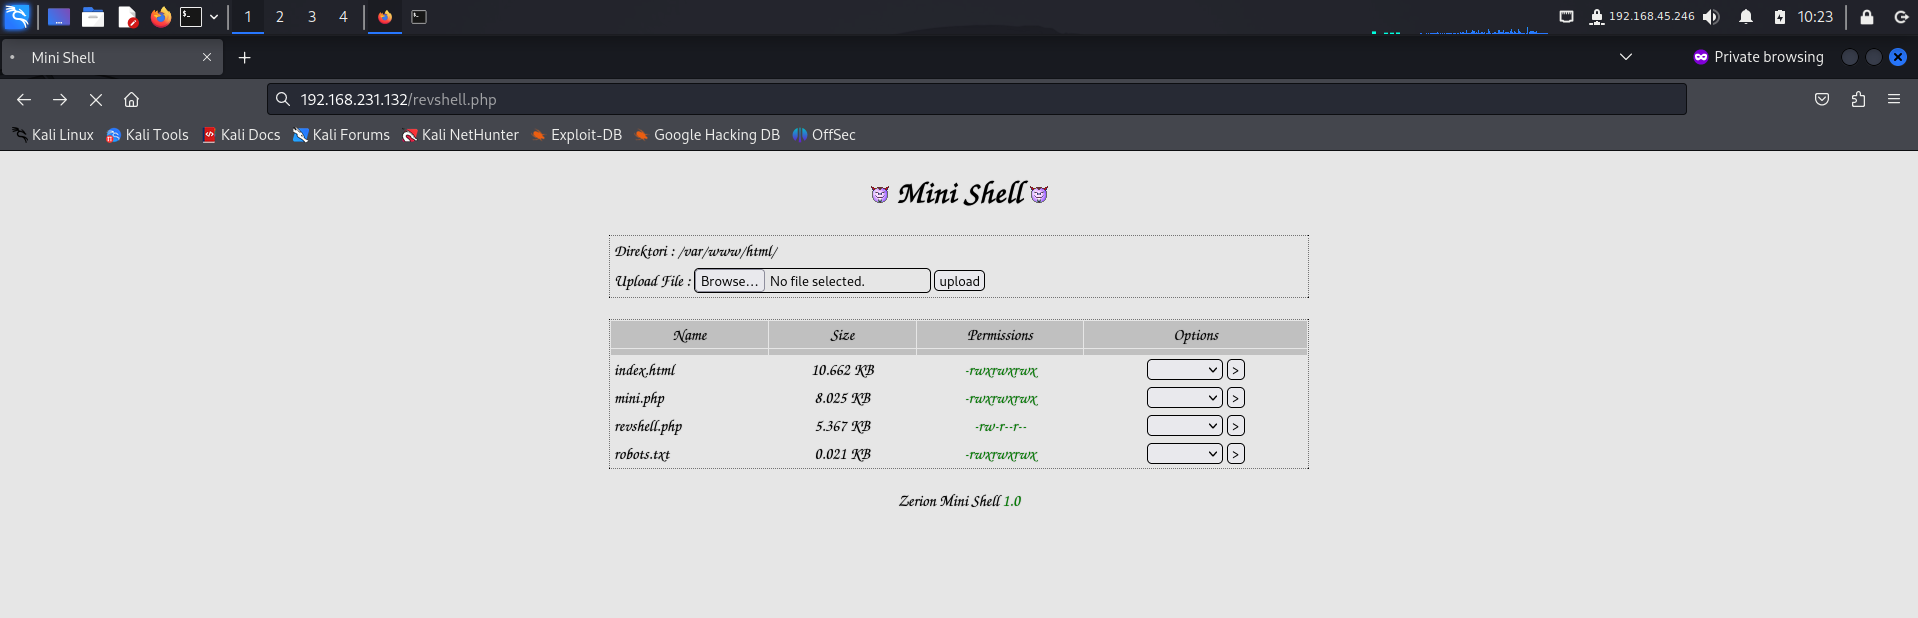 1 2 3 4 192.168.45.246 10:23
Mini Shell Private browsing
192.168.231.132/revshell.php
Kali Linux Kali Tools Kali Docs Kali Forums Kali NetHunter Exploit-DB Google Hacking DB OffSec
Mini Shell
Direktori : /var/www/html/
Upload File : Browse... No file selected. upload
Name Size Permissions Options
index.html 10.662 KB -rwxrwxrwx >
mini.php 8.025 KB -rwxrwxrwx >
revshell.php 5.367 KB -rw-r--r-- >
robots.txt 0.021 KB -rwxrwxrwx >
Zerion Mini Shell 1.0